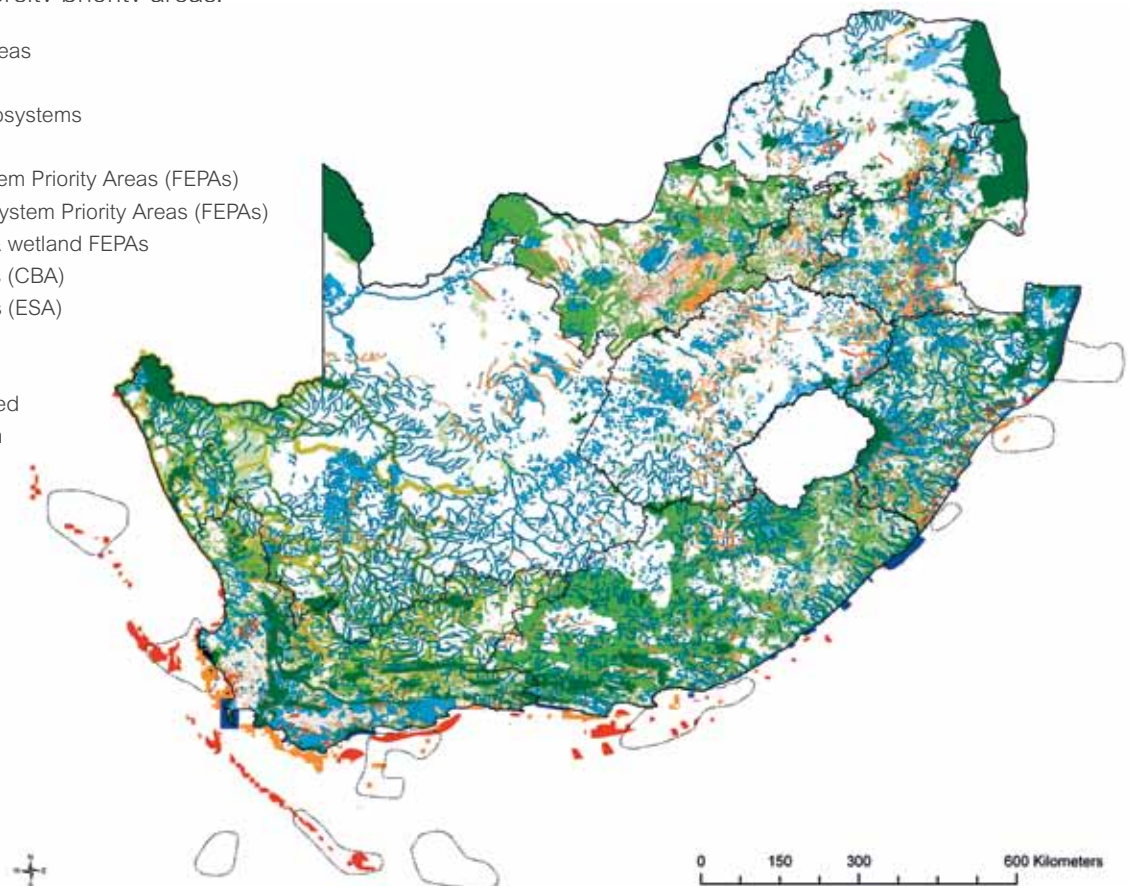 areas.
eas
osystems
em Priority Areas (FEPAs)
ystem Priority Areas (FEPAs)
wetland FEPAs
s (CBA)
s (ESA)
ed
0 150 300 600 Kilometers